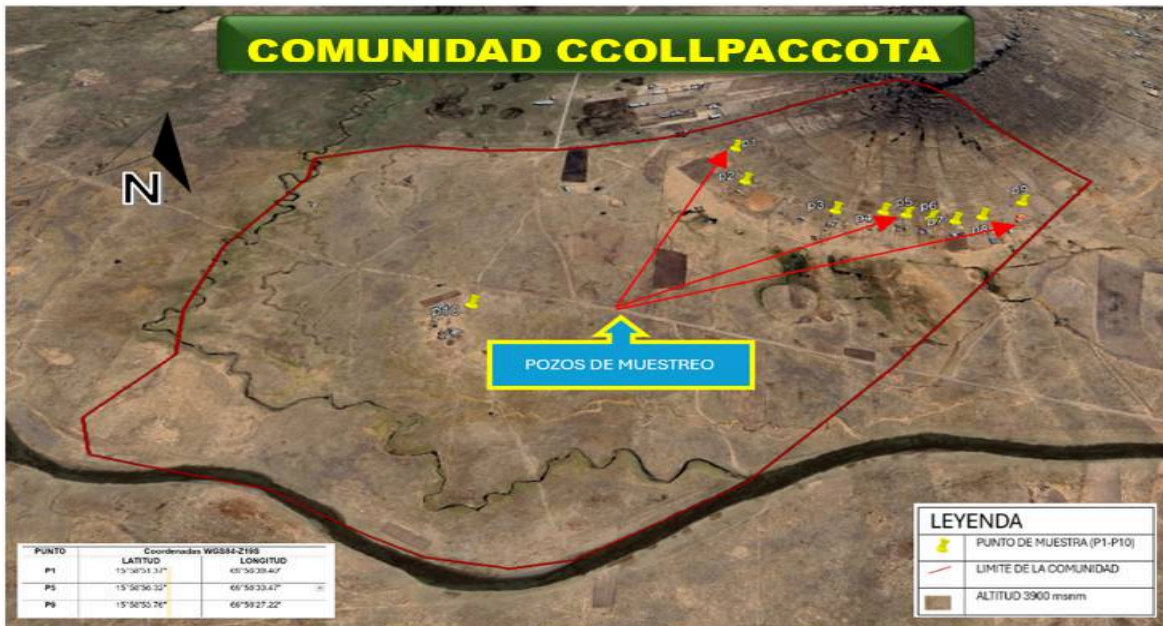 COMUNIDAD CCOLLPACCOTA
N
p1
p2
p3
p4
p5
p6
p7
p8
p9
p10
POZOS DE MUESTREO
PUNTO
Coordenadas WGS84-Z19S
LATITUD LONGITUD
P1
P5
P9
LEYENDA
PUNTO DE MUESTRA (P1-P10)
LIMITE DE LA COMUNIDAD
ALTITUD 3900 msnm